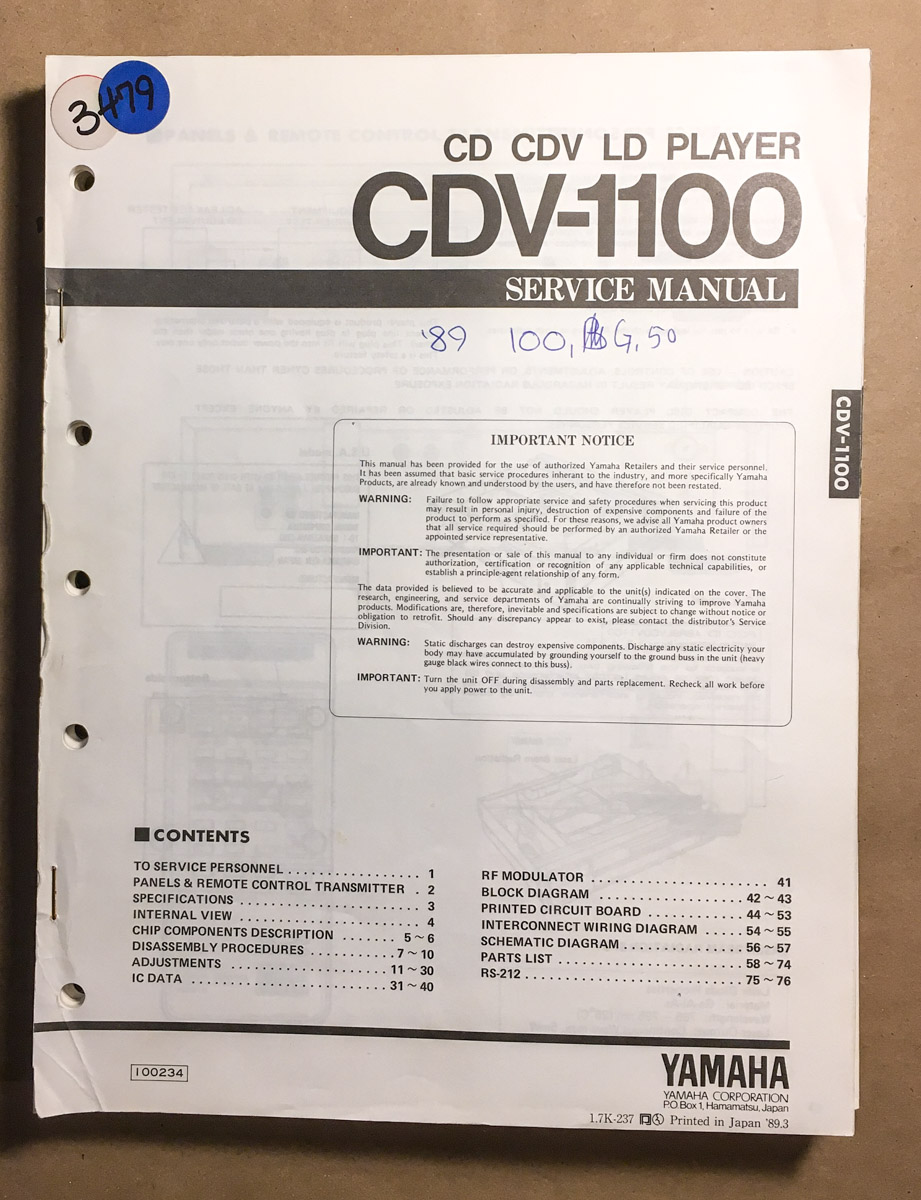 3479
CD CDV LD PLAYER
CDV-1100
SERVICE MANUAL
'89 100, G, 50
CDV-1100
IMPORTANT NOTICE
This manual has been provided for the use of authorized Yamaha Retailers and their service personnel.
It has been assumed that basic service procedures inherant to the industry, and more specifically Yamaha
Products, are already known and understood by the users, and have therefore not been restated.
WARNING: Failure to follow appropriate service and safety procedures when servicing this product
may result in personal injury, destruction of expensive components and failure of the
product to perform as specified. For these reasons, we advise all Yamaha product owners
that all service required should be performed by an authorized Yamaha Retailer or the
appointed service representative.
IMPORTANT: The presentation or sale of this manual to any individual or firm does not constitute
authorization, certification or recognition of any applicable technical capabilities, or
establish a principle-agent relationship of any form.
The data provided is believed to be accurate and applicable to the unit(s) indicated on the cover. The
research, engineering, and service departments of Yamaha are continually striving to improve Yamaha
products. Modifications are, therefore, inevitable and specifications are subject to change without notice or
obligation to retrofit. Should any discrepancy appear to exist, please contact the distributor's Service
Division.
WARNING: Static discharges can destroy expensive components. Discharge any static electricity your
body may have accumulated by grounding yourself to the ground buss in the unit (heavy
gauge black wires connect to this buss).
IMPORTANT: Turn the unit OFF during disassembly and parts replacement. Recheck all work before
you apply power to the unit.
■CONTENTS
TO SERVICE PERSONNEL ................ 1
PANELS & REMOTE CONTROL TRANSMITTER . 2
SPECIFICATIONS ........................ 3
INTERNAL VIEW ........................ 4
CHIP COMPONENTS DESCRIPTION ....... 5~6
DISASSEMBLY PROCEDURES ........... 7~10
ADJUSTMENTS .................... 11~30
IC DATA ......................... 31~40
RF MODULATOR ..................... 41
BLOCK DIAGRAM .................. 42~43
PRINTED CIRCUIT BOARD ........... 44~53
INTERCONNECT WIRING DIAGRAM ..... 54~55
SCHEMATIC DIAGRAM ............... 56~57
PARTS LIST ....................... 58~74
RS-212 ........................... 75~76
100234
YAMAHA
YAMAHA CORPORATION
P.O.Box 1, Hamamatsu, Japan
1.7K-237 Printed in Japan '89.3